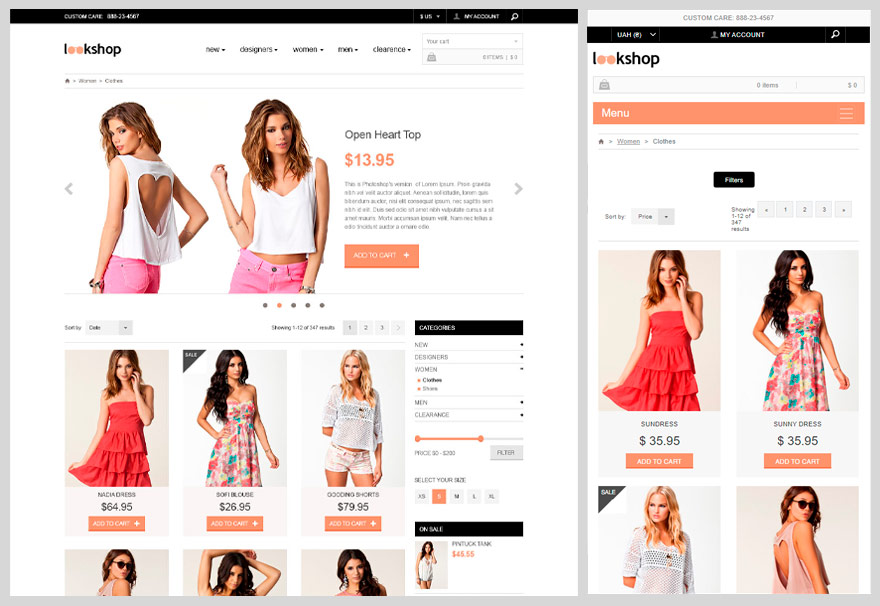 CUSTOM CARE: 888-23-4567
$ US
MY ACCOUNT
lookshop
new
designers
women
men
clearence
Your cart
0 ITEMS | $ 0
> Women > Clothes
Open Heart Top
$13.95
This is Photoshop's version of Lorem Ipsum. Proin gravida
nibh vel velit auctor aliquet. Aenean sollicitudin, lorem quis
bibendum auctor, nisi elit consequat ipsum, nec sagittis sem
nibh id elit. Duis sed odio sit amet nibh vulputate cursus a sit
amet mauris. Morbi accumsan ipsum velit. Nam nec tellus a
odio tincidunt auctor a ornare odio
ADD TO CART +
Sort by
Date
Showing 1-12 of 347 results
1 2 3 >
SALE
NACIA DRESS
$64.95
ADD TO CART +
SOFI BLOUSE
$26.95
ADD TO CART +
GOODING SHORTS
$79.95
ADD TO CART +
CATEGORIES
NEW
DESIGNERS
WOMEN
Clothes
Shoes
MEN
CLEARANCE
PRICE $0 - $200
FILTER
SELECT YOUR SIZE
XS S M L XL
ON SALE
PINTUCK TANK
$45.55
CUSTOM CARE: 888-23-4567
UAH (₴)
MY ACCOUNT
lookshop
0 items
$ 0
Menu
> Women > Clothes
Filters
Sort by:
Price
Showing
1-12 of
347
results
« 1 2 3 »
SUNDRESS
$ 35.95
ADD TO CART
SUNNY DRESS
$ 35.95
ADD TO CART
SALE